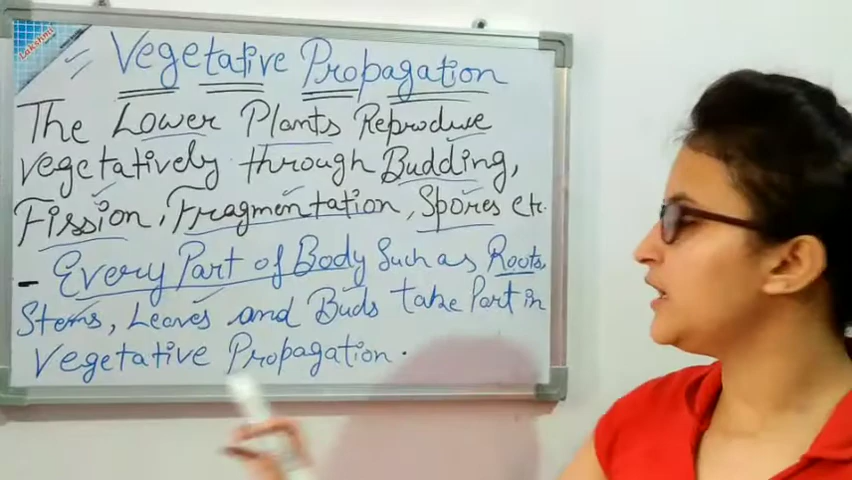 Lakshmi
Vegetative Propagation
The Lower Plants Reproduce
vegetatively through Budding,
Fission, Fragmentation, Spores etc.
- Every Part of Body Such as Roots,
Stems, Leaves and Buds take Part in
Vegetative Propagation.